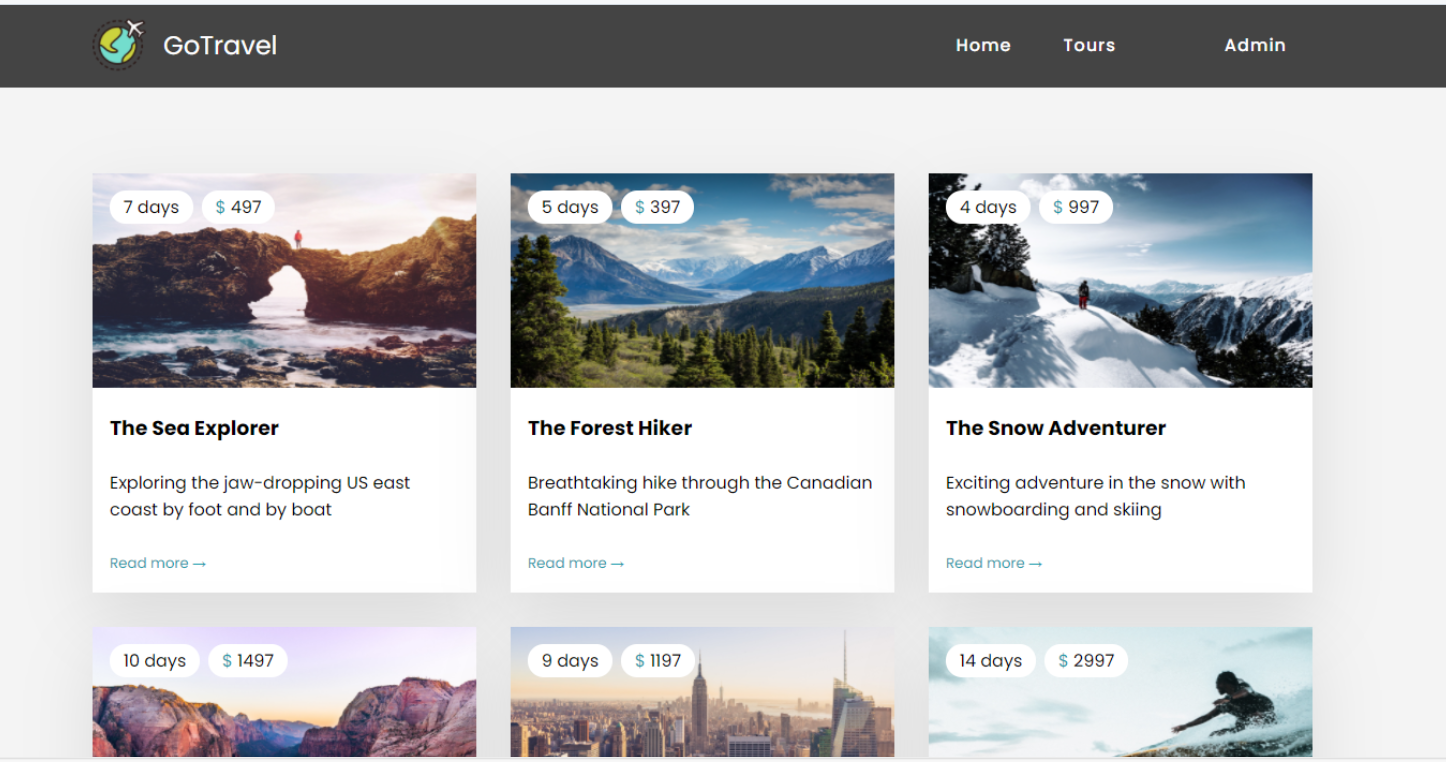 GoTravel
Home Tours Admin
7 days $ 497
5 days $ 397
4 days $ 997
The Sea Explorer
Exploring the jaw-dropping US east
coast by foot and by boat
Read more →
The Forest Hiker
Breathtaking hike through the Canadian
Banff National Park
Read more →
The Snow Adventurer
Exciting adventure in the snow with
snowboarding and skiing
Read more →
10 days $ 1497
9 days $ 1197
14 days $ 2997